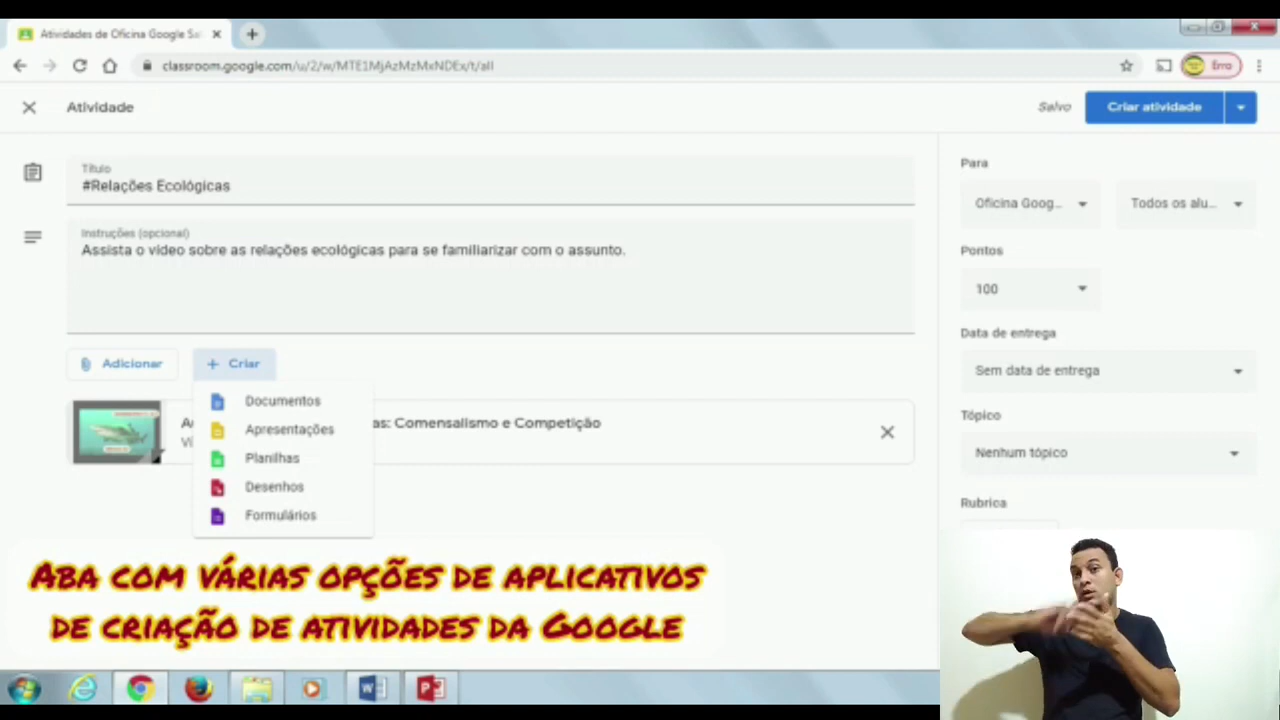 Atividades de Oficina Google Sa
classroom.google.com/u/2/w/MTE1MjAzMzMxNDEx/t/all
Erro
Atividade
Salvo
Criar atividade
Título
#Relações Ecológicas
Instruções (opcional)
Assista o vídeo sobre as relações ecológicas para se familiarizar com o assunto.
Adicionar
+ Criar
Documentos
Apresentações
Planilhas
Desenhos
Formulários
as: Comensalismo e Competição
Para
Oficina Goog...
Todos os alu...
Pontos
100
Data de entrega
Sem data de entrega
Tópico
Nenhum tópico
Rubrica
Aba com várias opções de aplicativos
de criação de atividades da Google